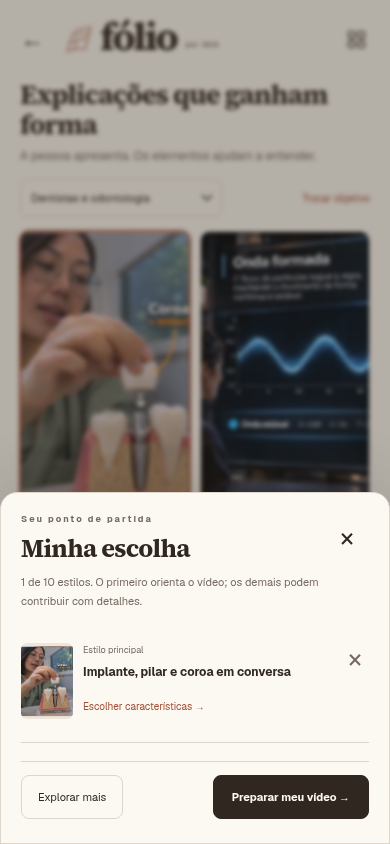 ←
fólio
Explicações que ganham
forma
A pessoa apresenta. Os elementos ajudam a entender.
Dentistas e odontologia
Trocar objetivo
Coroa
Onda formada
Seu ponto de partida
Minha escolha
×
1 de 10 estilos. O primeiro orienta o vídeo; os demais podem
contribuir com detalhes.
Estilo principal
Implante, pilar e coroa em conversa
×
Escolher características →
Explorar mais
Preparar meu vídeo →